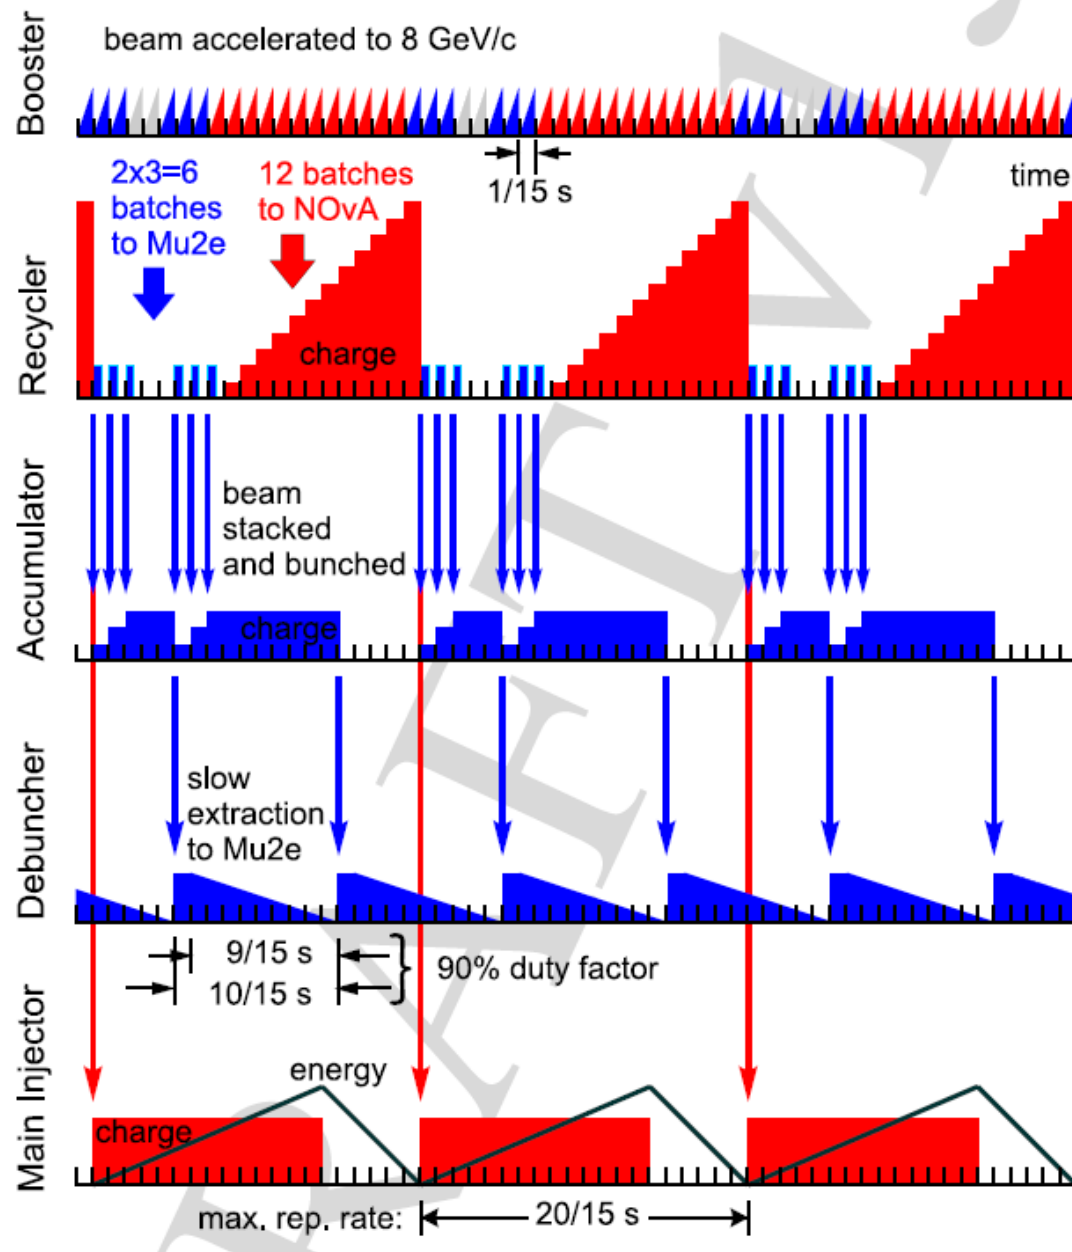 Booster
beam accelerated to 8 GeV/c
1/15 s
time
Recycler
2x3=6
batches
to Mu2e
12 batches
to NOvA
charge
Accumulator
beam
stacked
and bunched
charge
Debuncher
slow
extraction
to Mu2e
9/15 s
10/15 s
90% duty factor
Main Injector
energy
charge
max. rep. rate:
20/15 s
DRAFT V1.